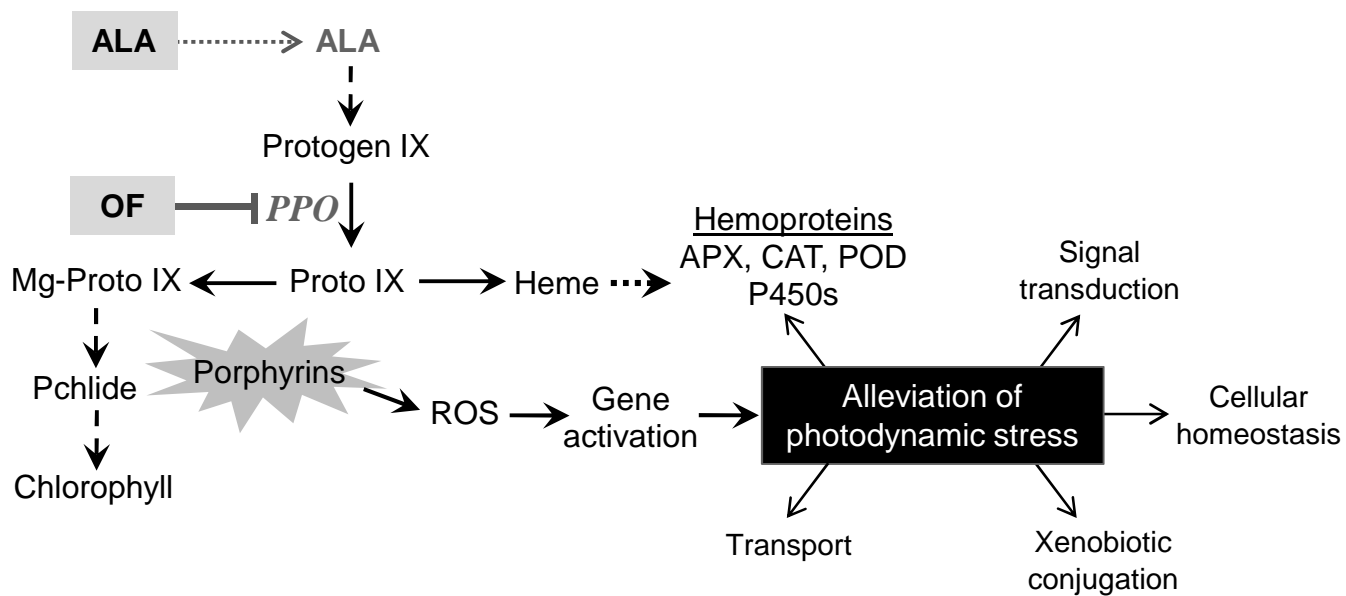 ALA
ALA
Protogen IX
OF
PPO
Mg-Proto IX
Proto IX
Heme
Hemoproteins
APX, CAT, POD
P450s
Signal
transduction
Pchlide
Porphyrins
ROS
Gene
activation
Alleviation of
photodynamic stress
Cellular
homeostasis
Chlorophyll
Transport
Xenobiotic
conjugation